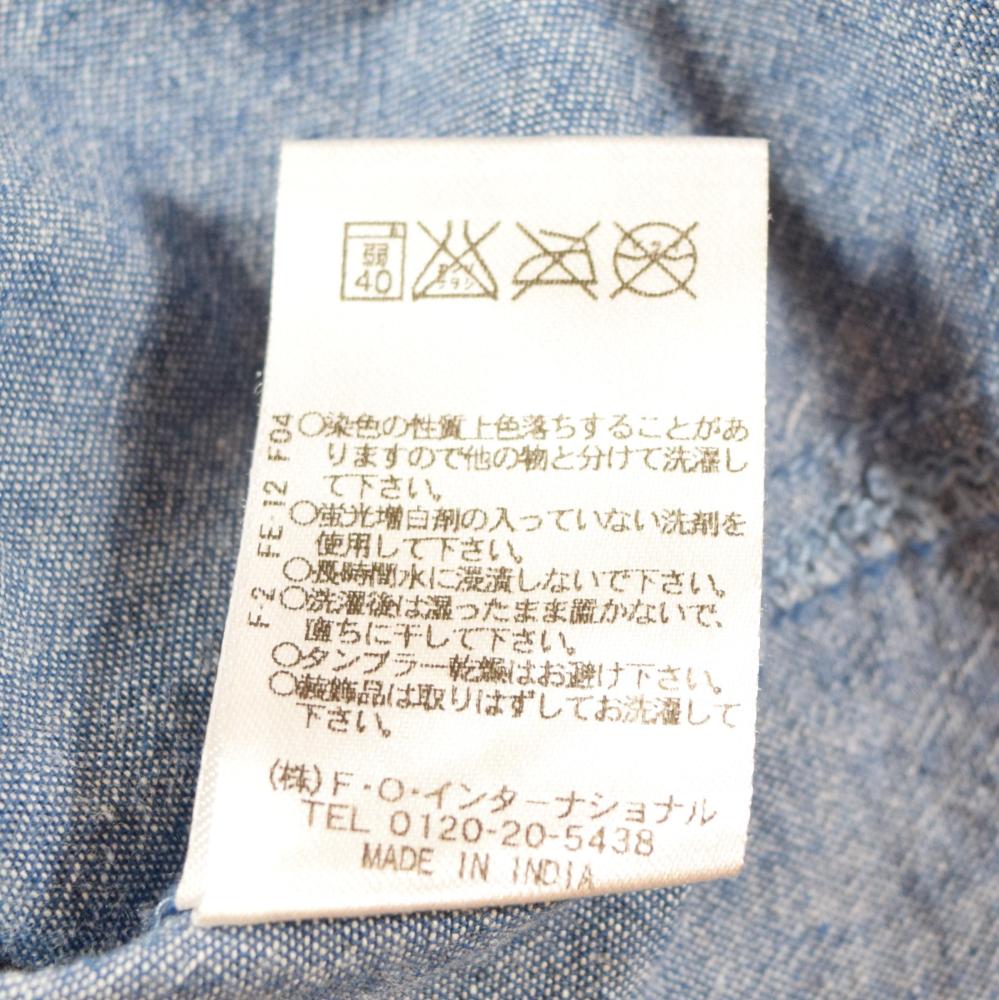 弱
40
エンソ
サラシ
ドライ
○染色の性質上色落ちすることがあ
りますので他の物と分けて洗濯し
て下さい。
○蛍光増白剤の入っていない洗剤を
使用して下さい。
○長時間水に浸漬しないで下さい。
○洗濯後は湿ったまま置かないで、
直ちに干して下さい。
○タンブラー乾燥はお避け下さい。
○装飾品は取りはずしてお洗濯して
下さい。
F-2 FE-12 F04
(株)F・O・インターナショナル
TEL 0120-20-5438
MADE IN INDIA